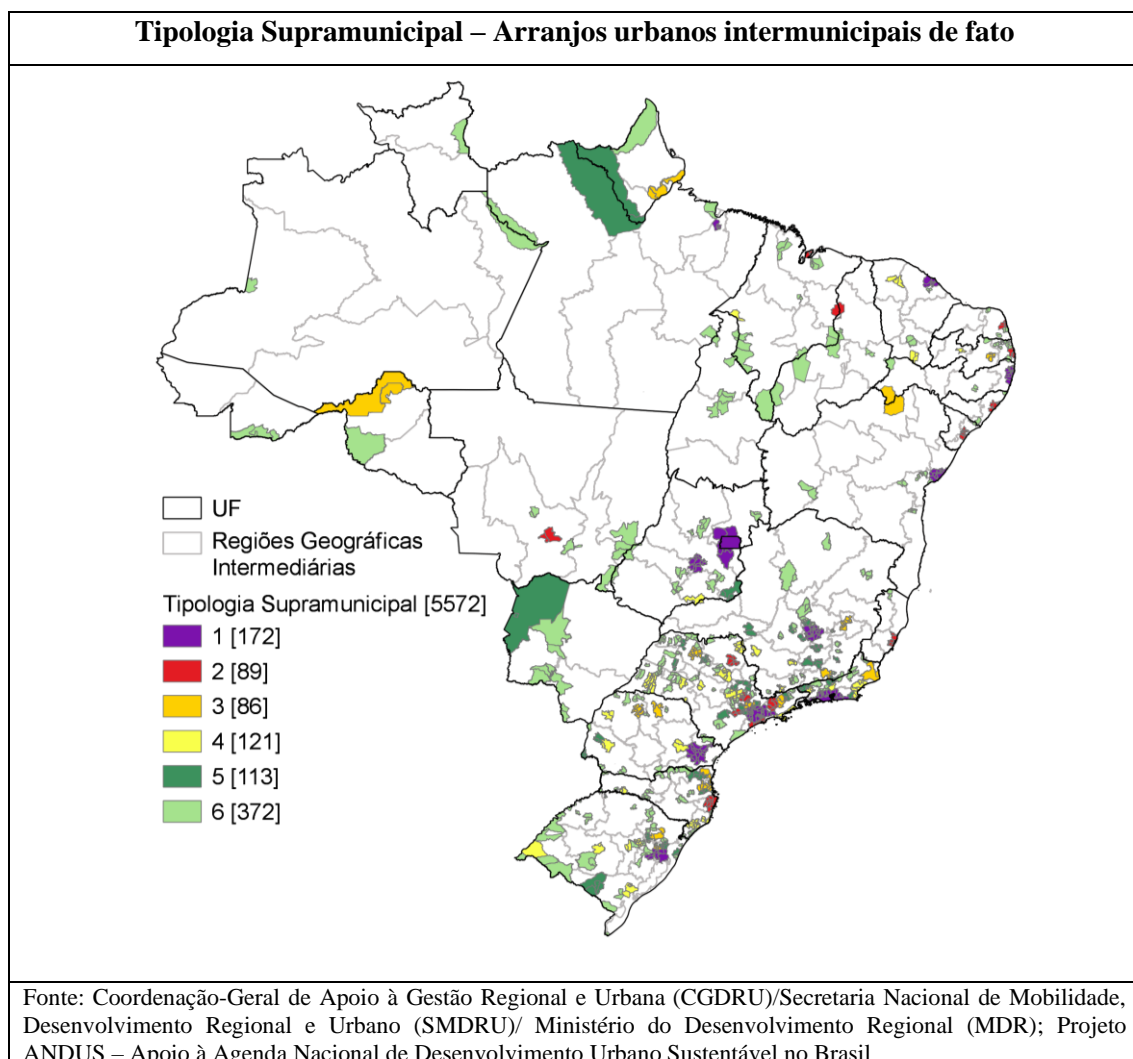 Tipologia Supramunicipal – Arranjos urbanos intermunicipais de fato
UF
Regiões Geográficas
Intermediárias
Tipologia Supramunicipal [5572]
1 [172]
2 [89]
3 [86]
4 [121]
5 [113]
6 [372]
Fonte: Coordenação-Geral de Apoio à Gestão Regional e Urbana (CGDRU)/Secretaria Nacional de Mobilidade,
Desenvolvimento Regional e Urbano (SMDRU)/ Ministério do Desenvolvimento Regional (MDR); Projeto
ANDUS – Apoio à Agenda Nacional de Desenvolvimento Urbano Sustentável no Brasil